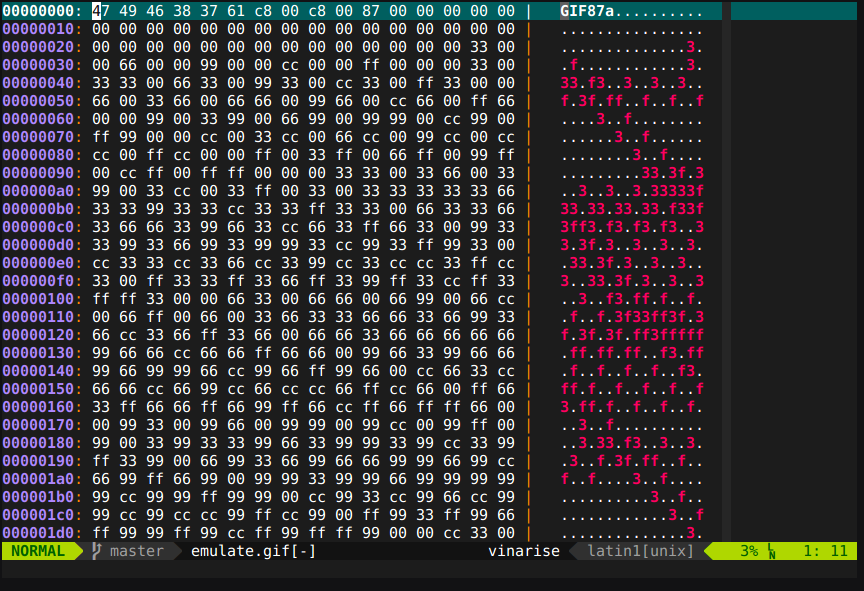 00000000: 47 49 46 38 37 61 c8 00 c8 00 87 00 00 00 00 00 | GIF87a..........
00000010: 00 00 00 00 00 00 00 00 00 00 00 00 00 00 00 00 | ................
00000020: 00 00 00 00 00 00 00 00 00 00 00 00 00 00 33 00 | ..............3.
00000030: 00 66 00 00 99 00 00 cc 00 00 ff 00 00 00 33 00 | .f............3.
00000040: 33 33 00 66 33 00 99 33 00 cc 33 00 ff 33 00 00 | 33.f3..3..3..3..
00000050: 66 00 33 66 00 66 66 00 99 66 00 cc 66 00 ff 66 | f.3f.ff..f..f..f
00000060: 00 00 99 00 33 99 00 66 99 00 99 99 00 cc 99 00 | ....3..f........
00000070: ff 99 00 00 cc 00 33 cc 00 66 cc 00 99 cc 00 cc | ......3..f......
00000080: cc 00 ff cc 00 00 ff 00 33 ff 00 66 ff 00 99 ff | ........3..f....
00000090: 00 cc ff 00 ff ff 00 00 00 33 33 00 33 66 00 33 | .........33.3f.3
000000a0: 99 00 33 cc 00 33 ff 00 33 00 33 33 33 33 33 66 | ..3..3..3.33333f
000000b0: 33 33 99 33 33 cc 33 33 ff 33 33 00 66 33 33 66 | 33.33.33.33.f33f
000000c0: 33 66 66 33 99 66 33 cc 66 33 ff 66 33 00 99 33 | 3ff3.f3.f3.f3..3
000000d0: 33 99 33 66 99 33 99 99 33 cc 99 33 ff 99 33 00 | 3.3f.3..3..3..3.
000000e0: cc 33 33 cc 33 66 cc 33 99 cc 33 cc cc 33 ff cc | .33.3f.3..3..3..
000000f0: 33 00 ff 33 33 ff 33 66 ff 33 99 ff 33 cc ff 33 | 3..33.3f.3..3..3
00000100: ff ff 33 00 00 66 33 00 66 66 00 66 99 00 66 cc | ..3..f3.ff.f..f.
00000110: 00 66 ff 00 66 00 33 66 33 33 66 66 33 66 99 33 | .f..f.3f33ff3f.3
00000120: 66 cc 33 66 ff 33 66 00 66 66 33 66 66 66 66 66 | f.3f.3f.ff3fffff
00000130: 99 66 66 cc 66 66 ff 66 66 00 99 66 33 99 66 66 | .ff.ff.ff..f3.ff
00000140: 99 66 99 99 66 cc 99 66 ff 99 66 00 cc 66 33 cc | .f..f..f..f..f3.
00000150: 66 66 cc 66 99 cc 66 cc cc 66 ff cc 66 00 ff 66 | ff.f..f..f..f..f
00000160: 33 ff 66 66 ff 66 99 ff 66 cc ff 66 ff ff 66 00 | 3.ff.f..f..f..f.
00000170: 00 99 33 00 99 66 00 99 99 00 99 cc 00 99 ff 00 | ..3..f..........
00000180: 99 00 33 99 33 33 99 66 33 99 99 33 99 cc 33 99 | ..3.33.f3..3..3.
00000190: ff 33 99 00 66 99 33 66 99 66 66 99 99 66 99 cc | .3..f.3f.ff..f..
000001a0: 66 99 ff 66 99 00 99 99 33 99 99 66 99 99 99 99 | f..f....3..f....
000001b0: 99 cc 99 99 ff 99 99 00 cc 99 33 cc 99 66 cc 99 | ..........3..f..
000001c0: 99 cc 99 cc cc 99 ff cc 99 00 ff 99 33 ff 99 66 | ............3..f
000001d0: ff 99 99 ff 99 cc ff 99 ff ff 99 00 00 cc 33 00 | ..............3.
NORMAL master emulate.gif[-] vinarise latin1[unix] 3% LN 1: 11